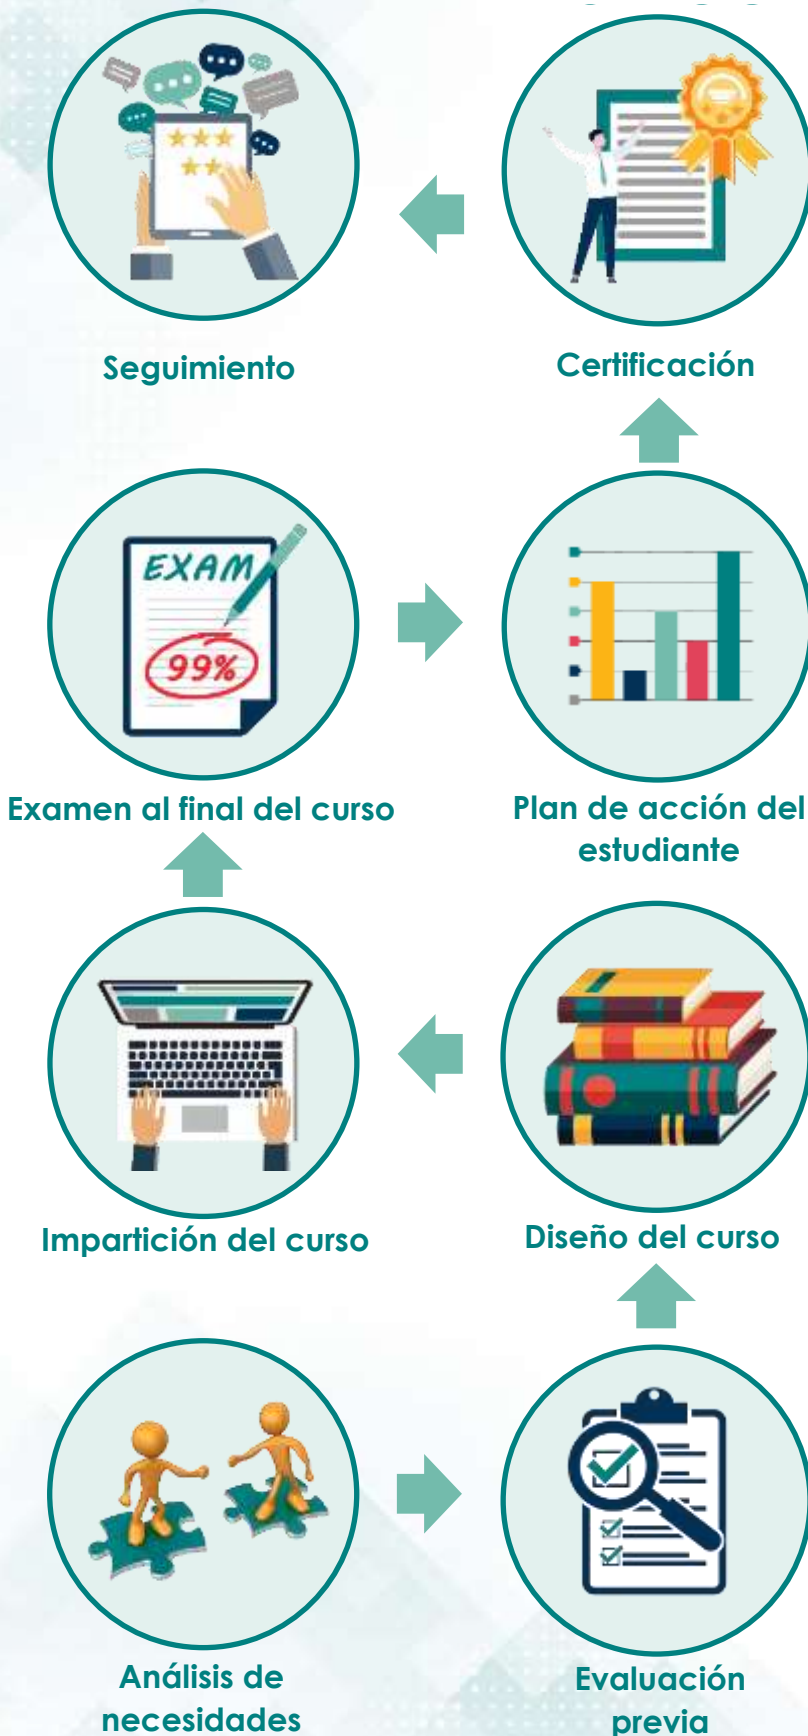 Seguimiento
Certificación
EXAM
99%
Examen al final del curso
Plan de acción del
estudiante
Impartición del curso
Diseño del curso
Análisis de
necesidades
Evaluación
previa